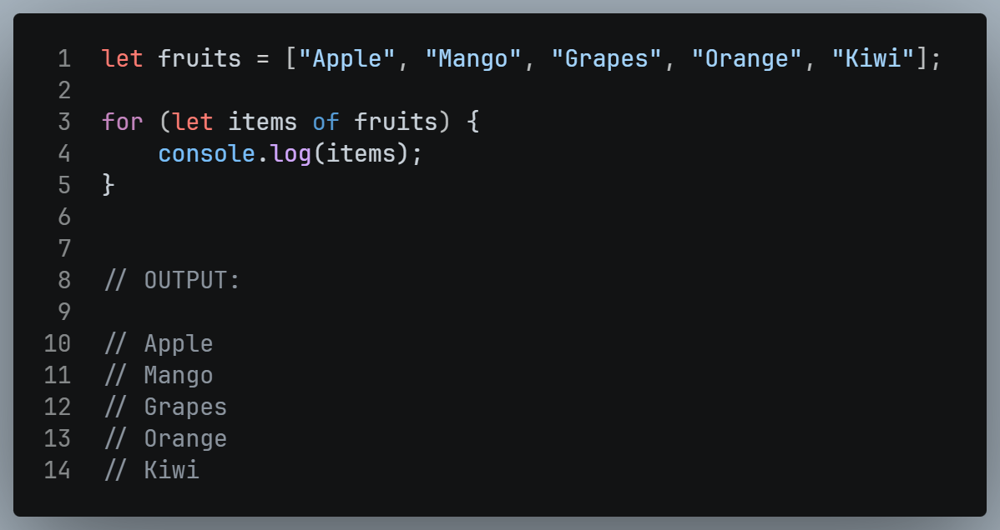 1 let fruits = ["Apple", "Mango", "Grapes", "Orange", "Kiwi"];
2
3 for (let items of fruits) {
4     console.log(items);
5 }
6
7
8 // OUTPUT:
9
10 // Apple
11 // Mango
12 // Grapes
13 // Orange
14 // Kiwi